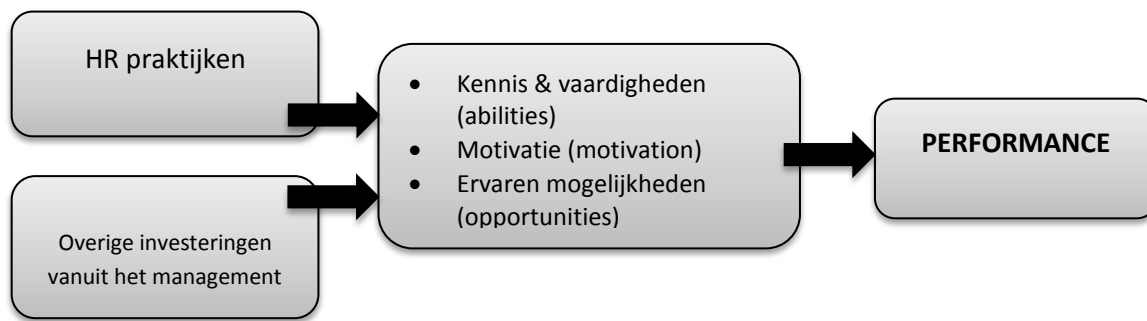 HR praktijken
Overige investeringen
vanuit het management
• Kennis & vaardigheden
(abilities)
• Motivatie (motivation)
• Ervaren mogelijkheden
(opportunities)
PERFORMANCE